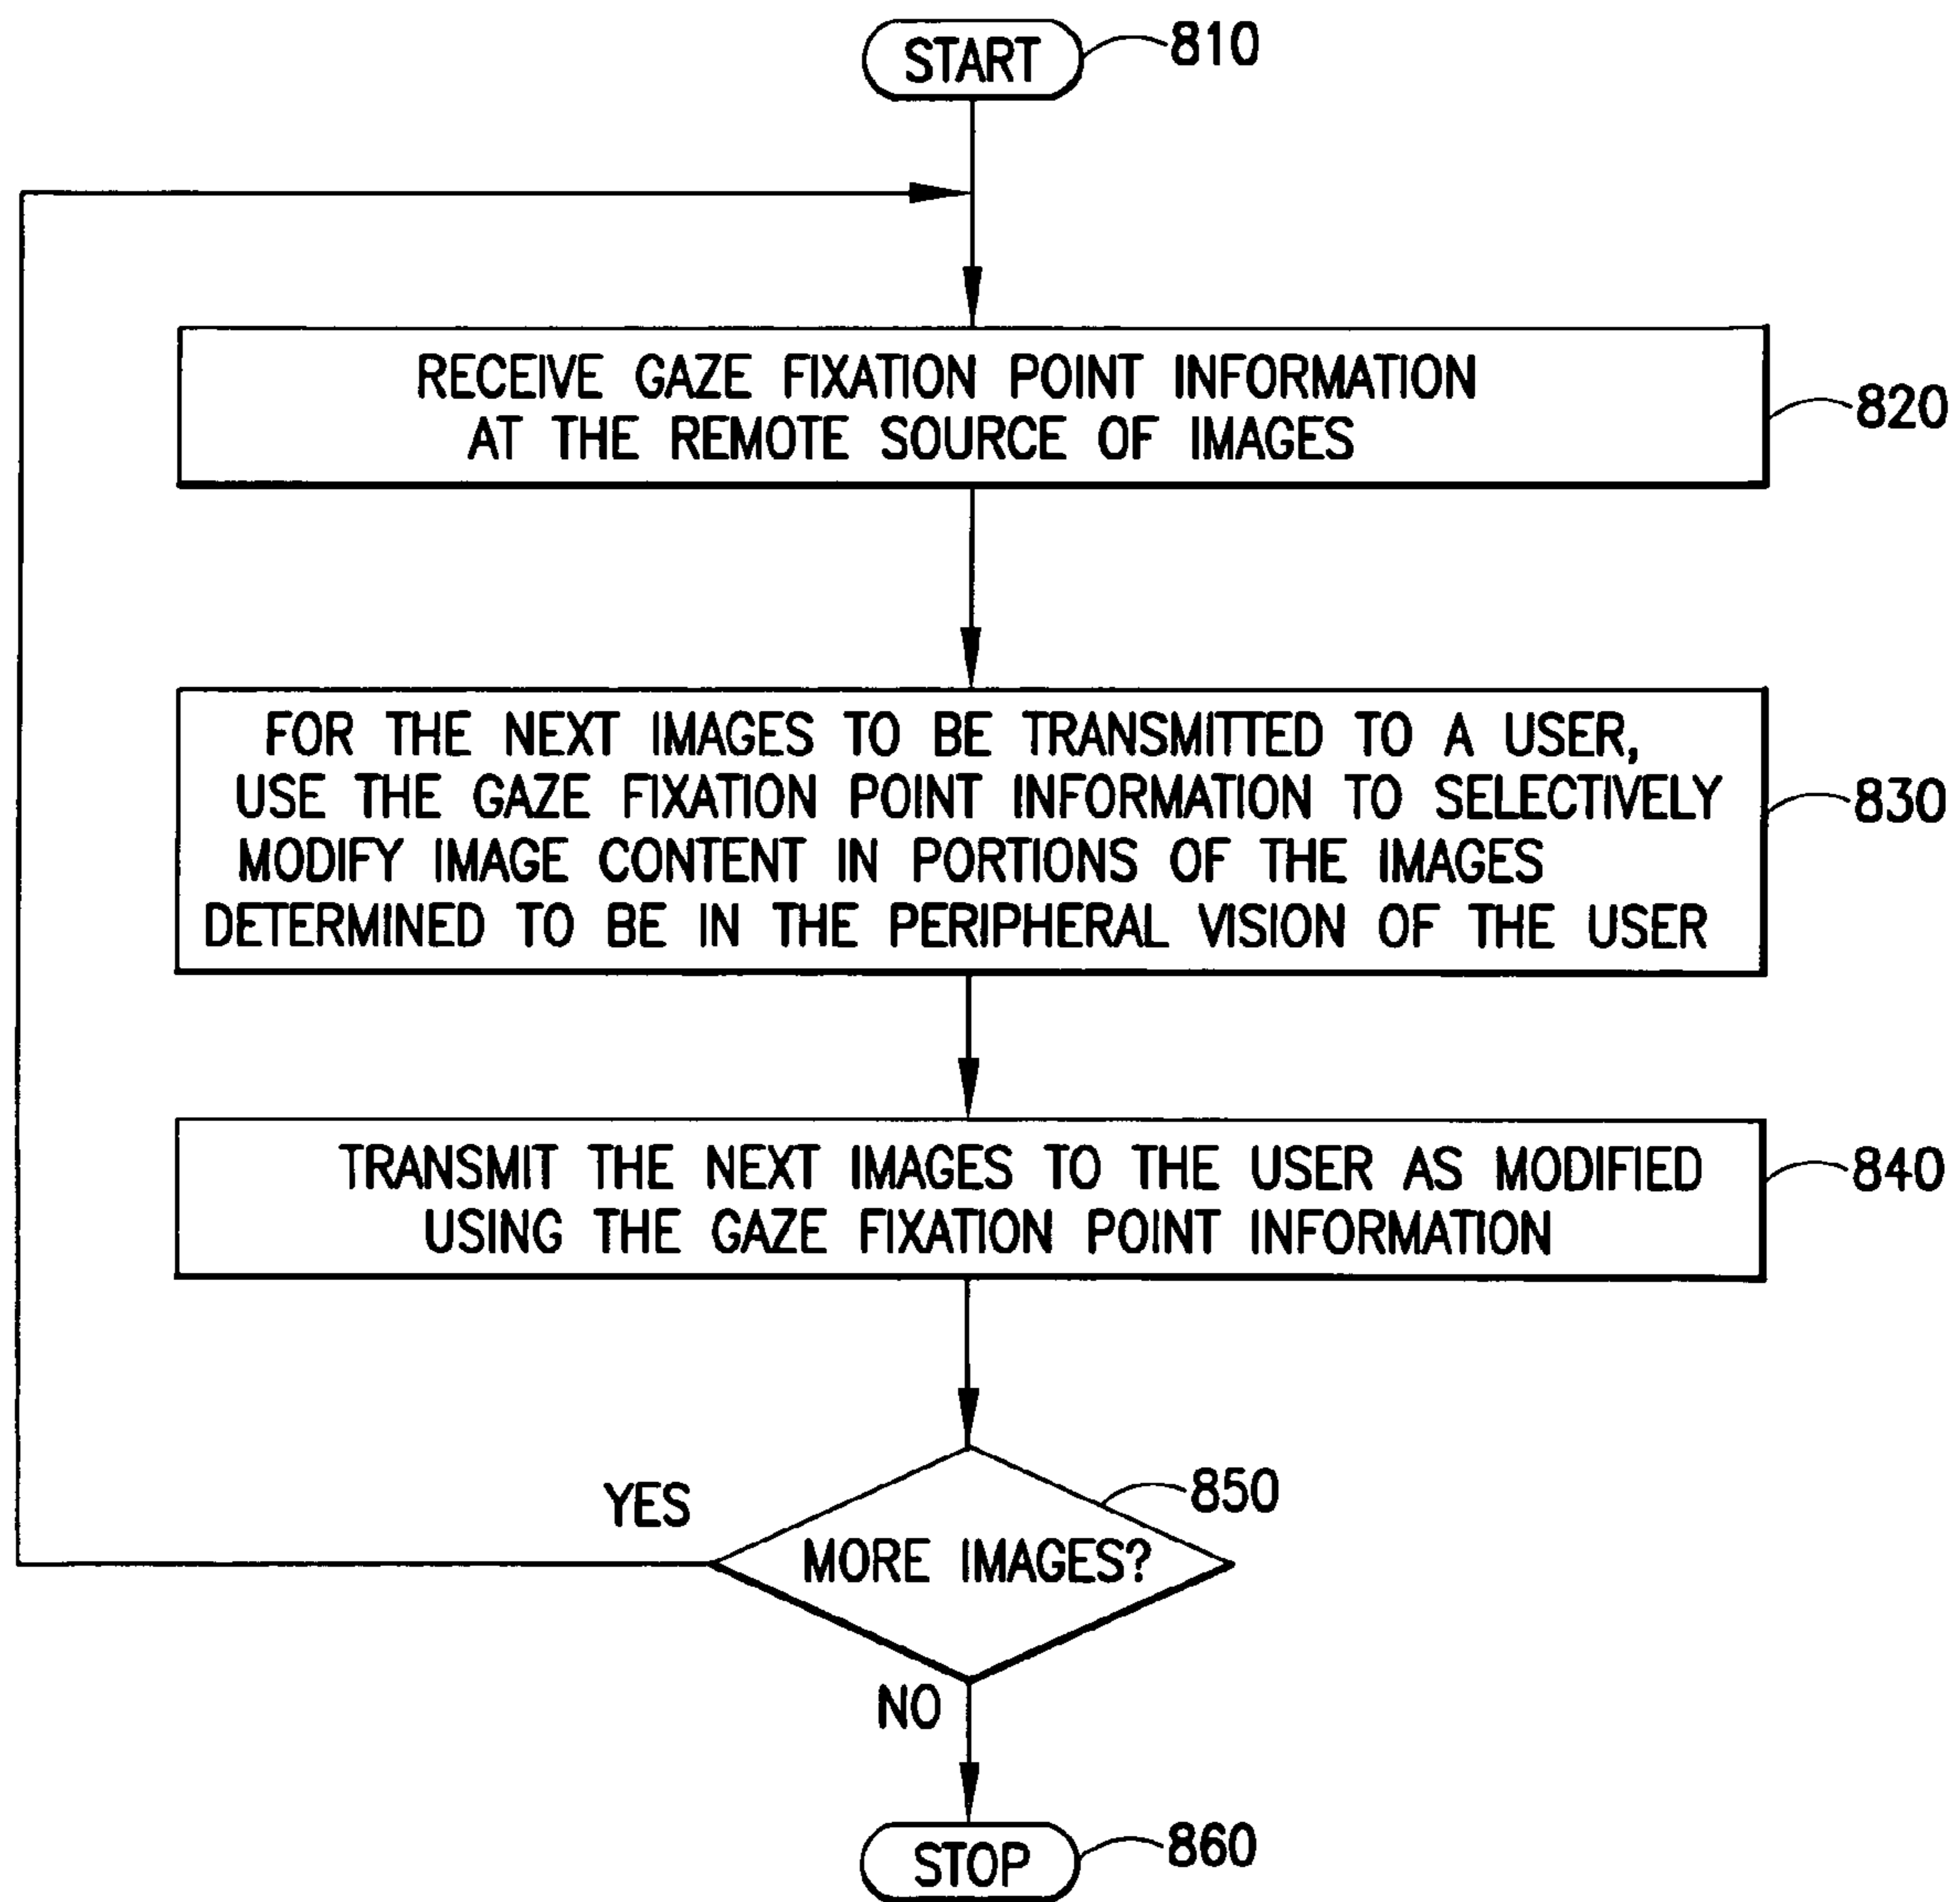 START
810
RECEIVE GAZE FIXATION POINT INFORMATION
AT THE REMOTE SOURCE OF IMAGES
820
FOR THE NEXT IMAGES TO BE TRANSMITTED TO A USER,
USE THE GAZE FIXATION POINT INFORMATION TO SELECTIVELY
MODIFY IMAGE CONTENT IN PORTIONS OF THE IMAGES
DETERMINED TO BE IN THE PERIPHERAL VISION OF THE USER
830
TRANSMIT THE NEXT IMAGES TO THE USER AS MODIFIED
USING THE GAZE FIXATION POINT INFORMATION
840
YES
850
MORE IMAGES?
NO
STOP
860